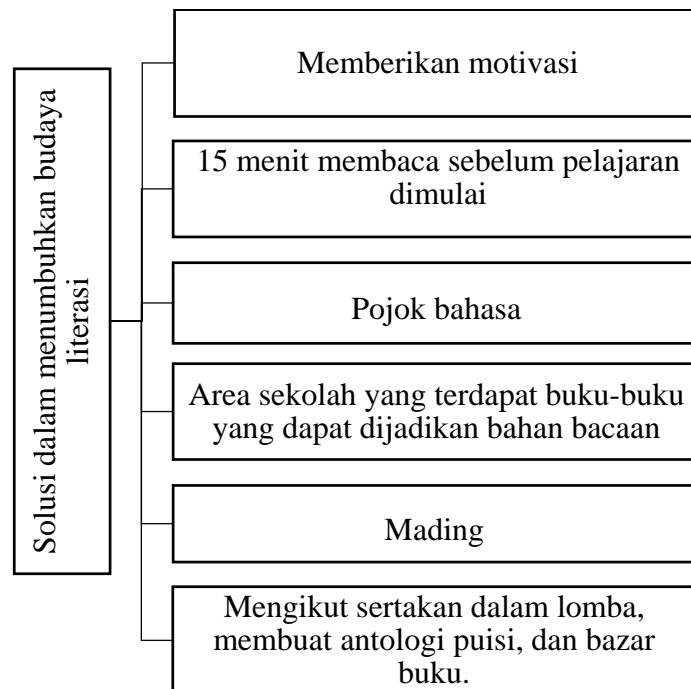 Solusi dalam menumbuhkan budaya
literasi
Memberikan motivasi
15 menit membaca sebelum pelajaran
dimulai
Pojok bahasa
Area sekolah yang terdapat buku-buku
yang dapat dijadikan bahan bacaan
Mading
Mengikut sertakan dalam lomba,
membuat antologi puisi, dan bazar
buku.